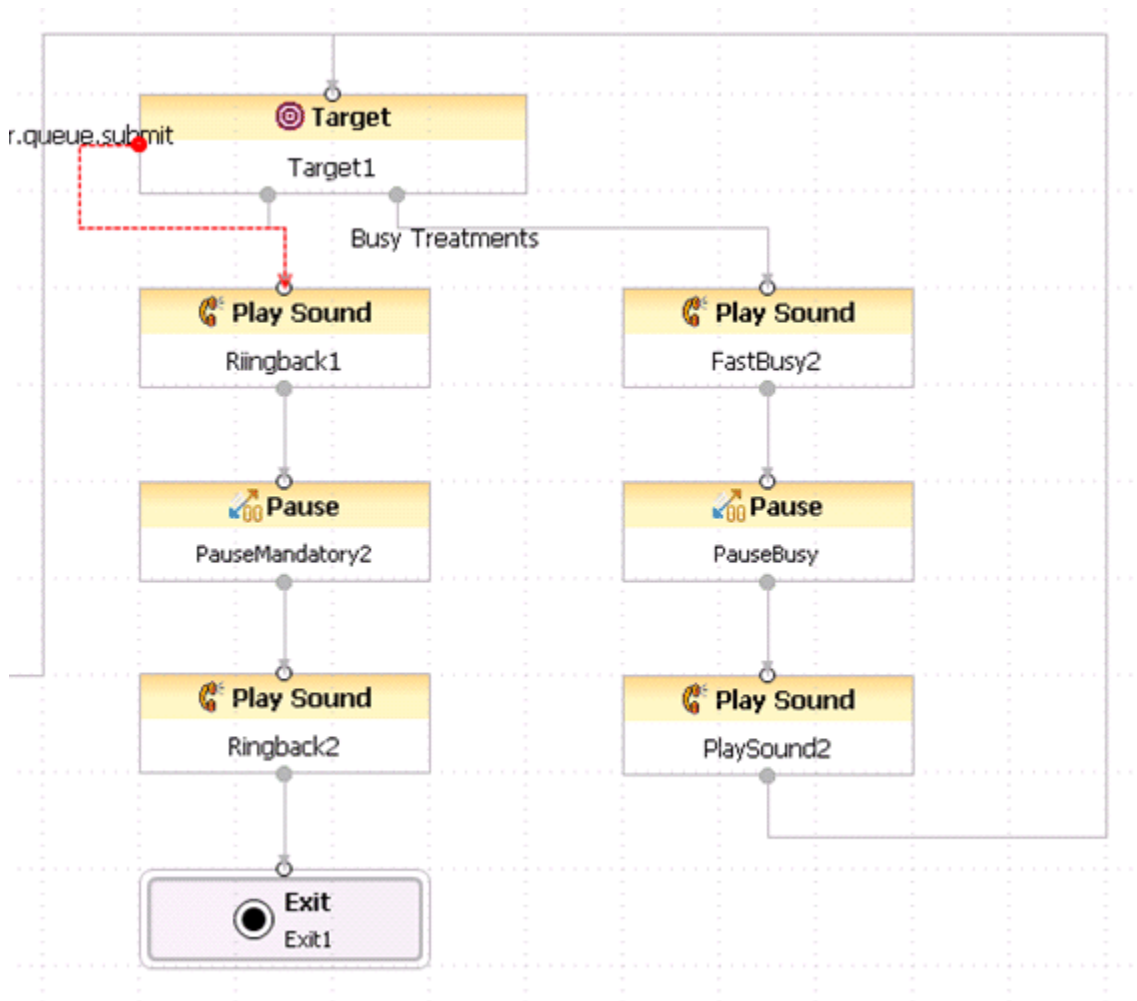 Target
r.queue.submit
Target1
Busy Treatments
Play Sound
Riingback1
Play Sound
FastBusy2
Pause
PauseMandatory2
Pause
PauseBusy
Play Sound
Ringback2
Play Sound
PlaySound2
Exit
Exit1